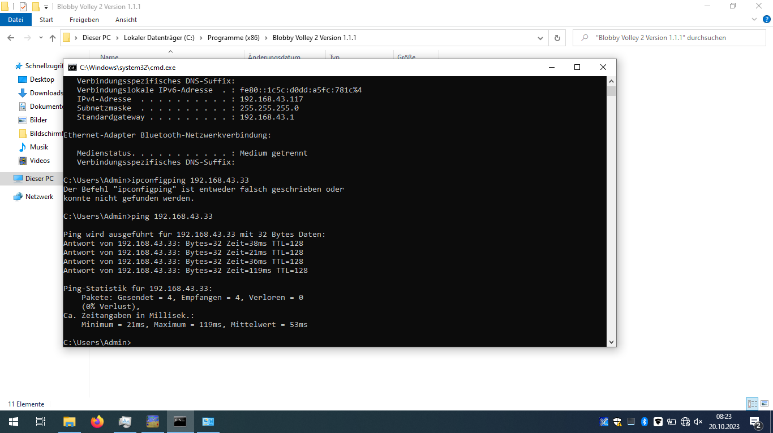 Blobby Volley 2 Version 1.1.1
Datei Start Freigeben Ansicht
Dieser PC > Lokaler Datenträger (C:) > Programme (x86) > Blobby Volley 2 Version 1.1.1
"Blobby Volley 2 Version 1.1.1" durchsuchen
Name Änderungsdatum Typ Größe
Schnellzugrif
Desktop
Downloads
Dokumente
Bilder
Bildschirm
Musik
Videos
Dieser PC
Netzwerk
C:\Windows\system32\cmd.exe
Verbindungsspezifisches DNS-Suffix:
Verbindungslokale IPv6-Adresse . : fe80::1c5c:d0dd:a5fc:781c%4
IPv4-Adresse . . . . . . . . . . : 192.168.43.117
Subnetzmaske . . . . . . . . . . : 255.255.255.0
Standardgateway . . . . . . . . . : 192.168.43.1
Ethernet-Adapter Bluetooth-Netzwerkverbindung:
Medienstatus. . . . . . . . . . . : Medium getrennt
Verbindungsspezifisches DNS-Suffix:
C:\Users\Admin>ipconfigping 192.168.43.33
Der Befehl "ipconfigping" ist entweder falsch geschrieben oder
konnte nicht gefunden werden.
C:\Users\Admin>ping 192.168.43.33
Ping wird ausgeführt für 192.168.43.33 mit 32 Bytes Daten:
Antwort von 192.168.43.33: Bytes=32 Zeit=38ms TTL=128
Antwort von 192.168.43.33: Bytes=32 Zeit=21ms TTL=128
Antwort von 192.168.43.33: Bytes=32 Zeit=36ms TTL=128
Antwort von 192.168.43.33: Bytes=32 Zeit=119ms TTL=128
Ping-Statistik für 192.168.43.33:
Pakete: Gesendet = 4, Empfangen = 4, Verloren = 0
(0% Verlust),
Ca. Zeitangaben in Millisek.:
Minimum = 21ms, Maximum = 119ms, Mittelwert = 53ms
C:\Users\Admin>
11 Elemente
08:23
20.10.2023
2